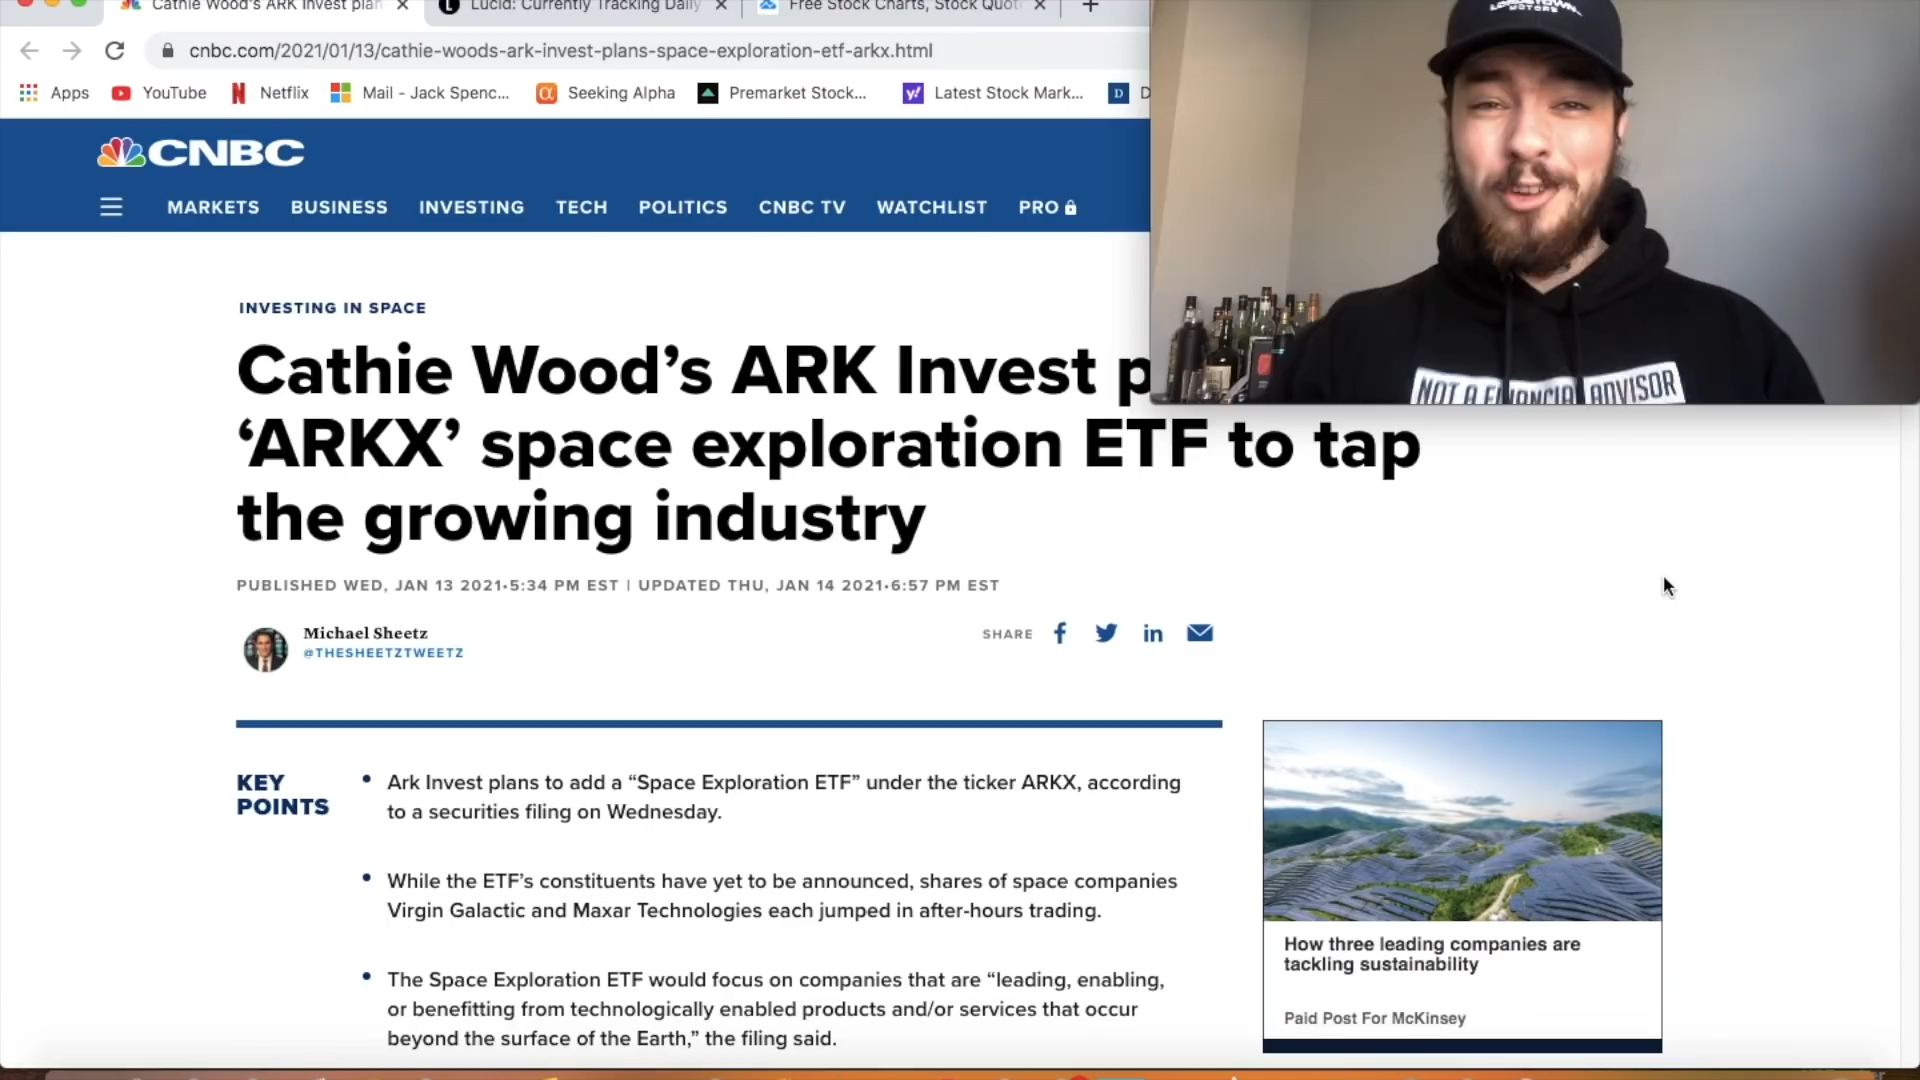 Cathie Wood's ARK Invest plan
Lucid: Currently Tracking Daily
Free Stock Charts, Stock Quot
cnbc.com/2021/01/13/cathie-woods-ark-invest-plans-space-exploration-etf-arkx.html
Apps YouTube Netflix Mail - Jack Spenc... Seeking Alpha Premarket Stock... Latest Stock Mark... D D
LORDSTOWN
MOTORS
NOT A FINANCIAL ADVISOR
CNBC
MARKETS BUSINESS INVESTING TECH POLITICS CNBC TV WATCHLIST PRO
INVESTING IN SPACE
Cathie Wood's ARK Invest p
‘ARKX’ space exploration ETF to tap
the growing industry
PUBLISHED WED, JAN 13 2021•5:34 PM EST | UPDATED THU, JAN 14 2021•6:57 PM EST
Michael Sheetz
@THESHEETZTWEETZ
SHARE
KEY
POINTS
• Ark Invest plans to add a “Space Exploration ETF” under the ticker ARKX, according
to a securities filing on Wednesday.
• While the ETF's constituents have yet to be announced, shares of space companies
Virgin Galactic and Maxar Technologies each jumped in after-hours trading.
• The Space Exploration ETF would focus on companies that are “leading, enabling,
or benefitting from technologically enabled products and/or services that occur
beyond the surface of the Earth,” the filing said.
How three leading companies are
tackling sustainability
Paid Post For McKinsey